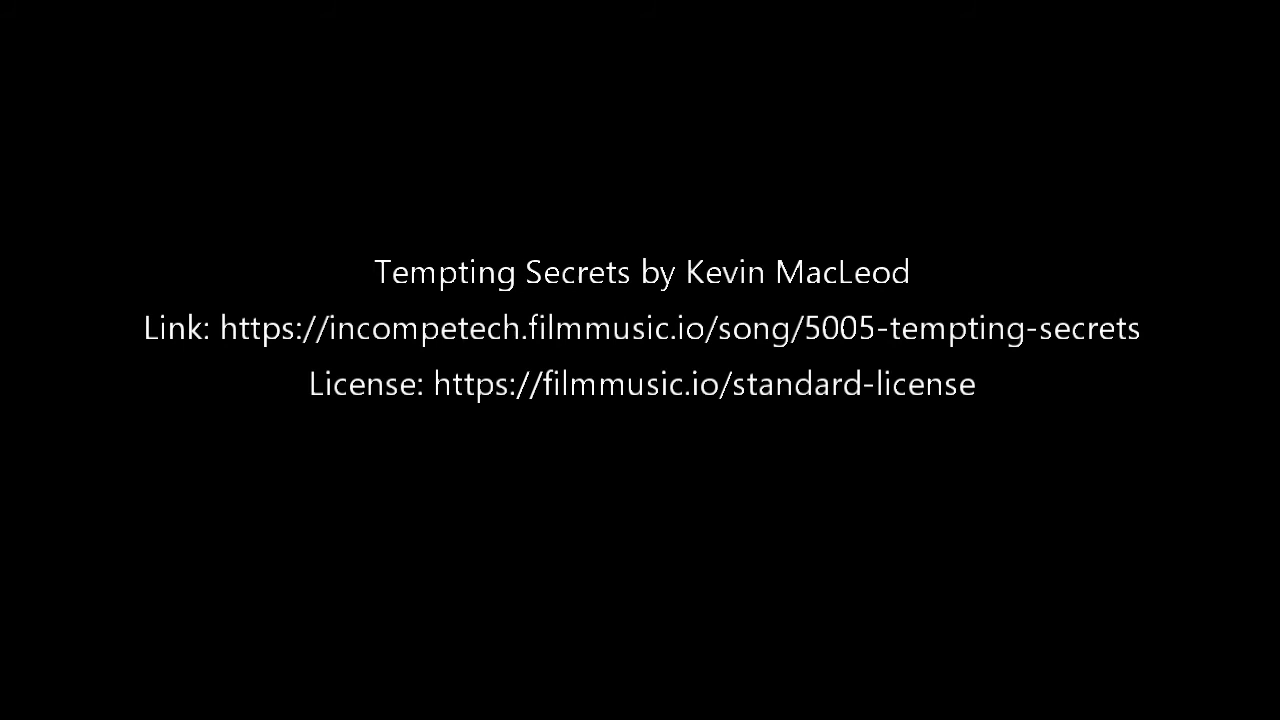 Tempting Secrets by Kevin MacLeod
Link: https://incompetech.filmmusic.io/song/5005-tempting-secrets
License: https://filmmusic.io/standard-license